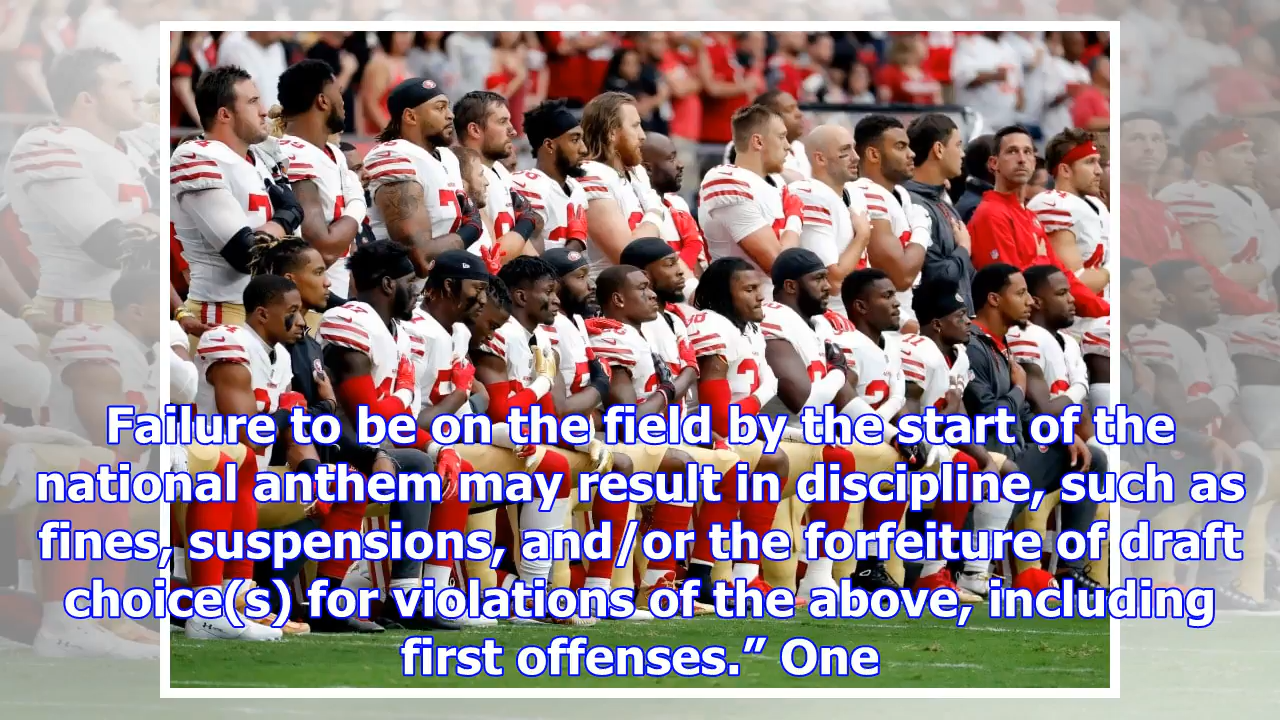 Failure to be on the field by the start of the
national anthem may result in discipline, such as
fines, suspensions, and/or the forfeiture of draft
choice(s) for violations of the above, including
first offenses.” One